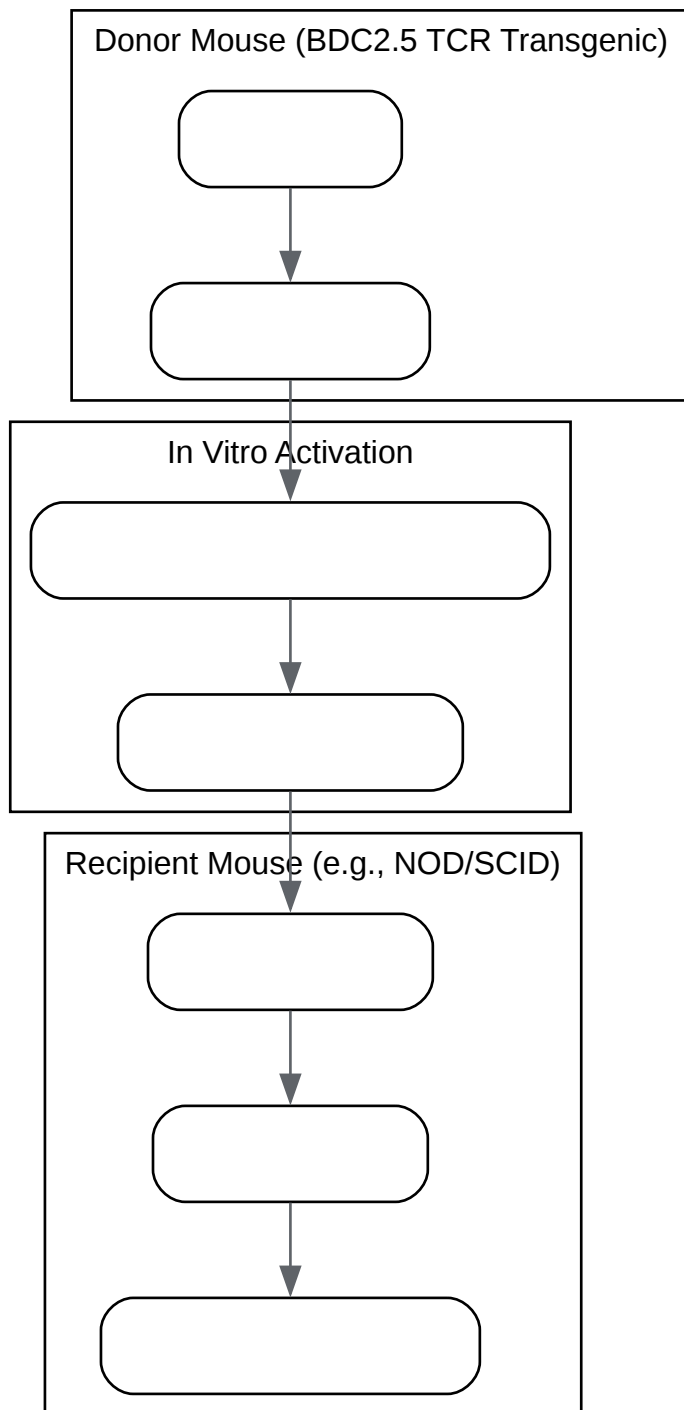 Donor Mouse (BDC2.5 TCR Transgenic)
In Vitro Activation
Recipient Mouse (e.g., NOD/SCID)